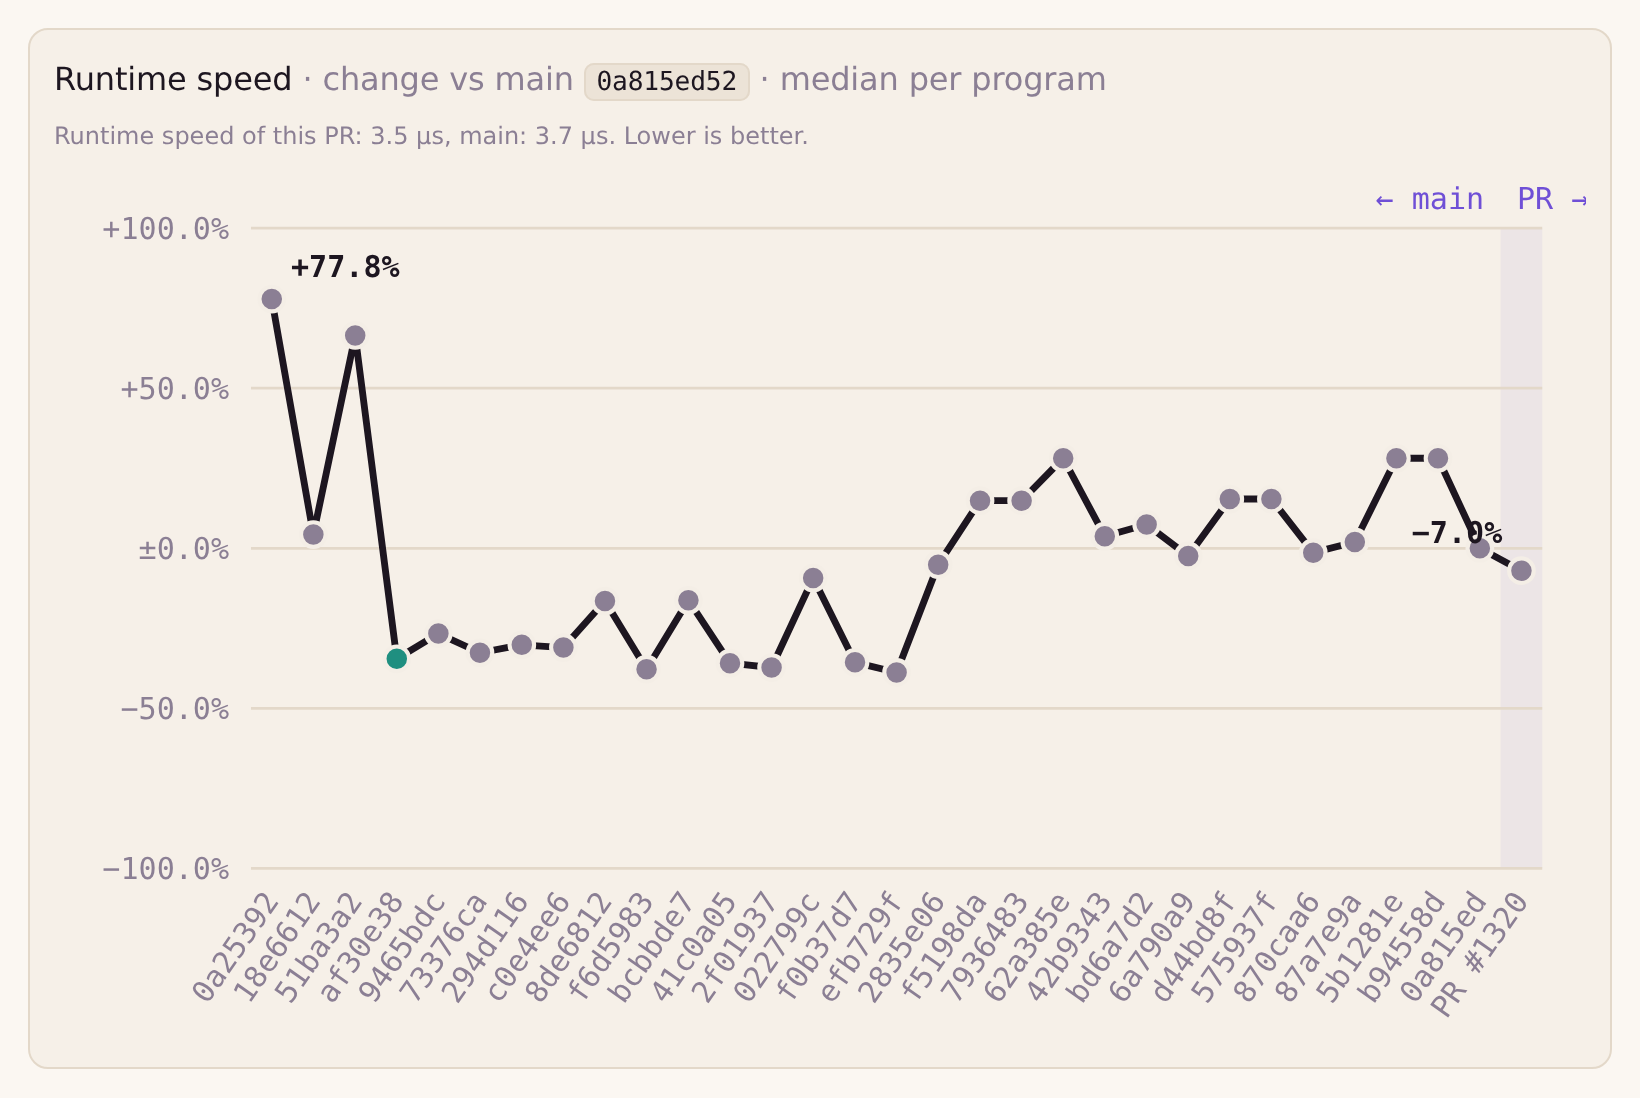 Runtime speed · change vs main 0a815ed52 · median per program
Runtime speed of this PR: 3.5 µs, main: 3.7 µs. Lower is better.
← main PR →
+100.0%
+77.8%
+50.0%
±0.0%
−7.0%
−50.0%
−100.0%
0a25392
18e6612
51ba3a2
af30e38
9465bdc
73376ca
294d116
c0e4ee6
8de6812
f6d5983
bcbbde7
41c0a05
2f01937
022799c
f0b37d7
efb729f
2835e06
f5198da
7936483
62a385e
42b9343
bd6a7d2
6a790a9
d44bd8f
575937f
870caa6
87a7e9a
5b1281e
b94558d
0a815ed
PR #1320